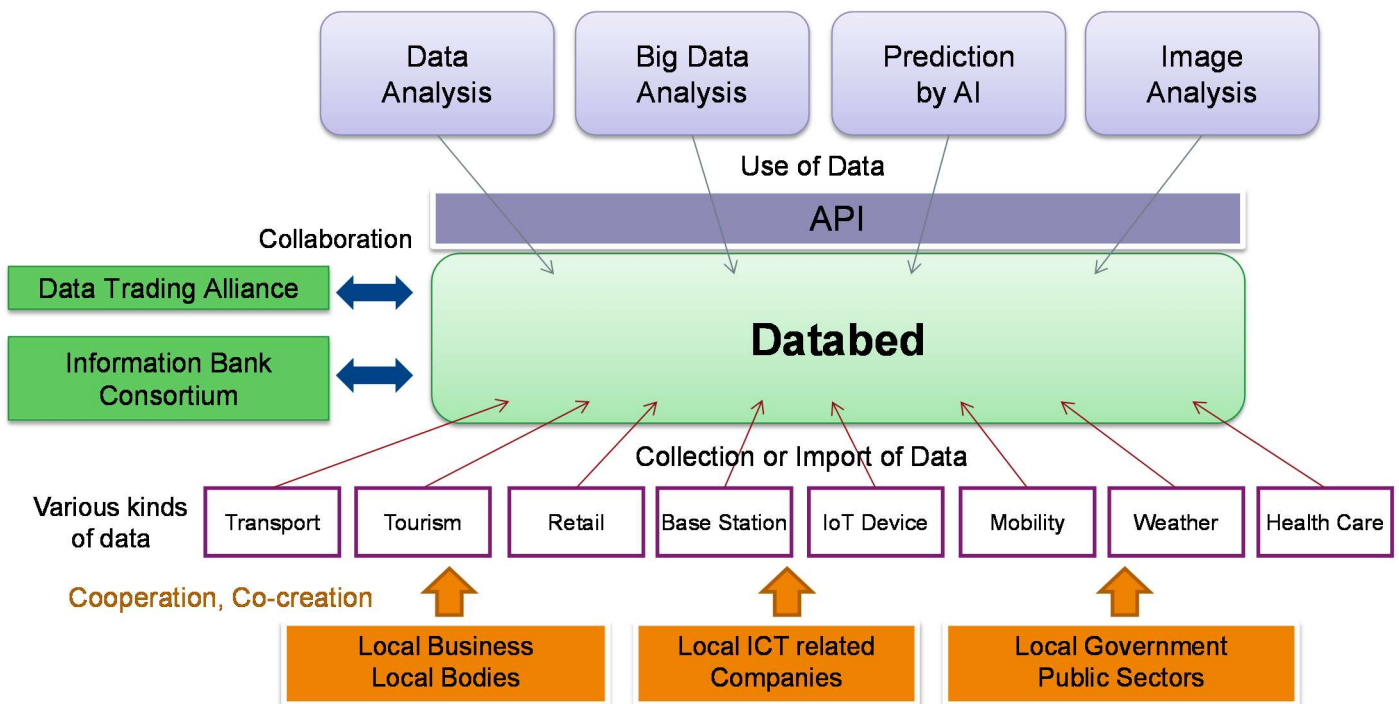 Data
Analysis
Big Data
Analysis
Prediction
by AI
Image
Analysis
Use of Data
API
Collaboration
Data Trading Alliance
Information Bank
Consortium
Databed
Collection or Import of Data
Various kinds
of data
Transport
Tourism
Retail
Base Station
IoT Device
Mobility
Weather
Health Care
Cooperation, Co-creation
Local Business
Local Bodies
Local ICT related
Companies
Local Government
Public Sectors